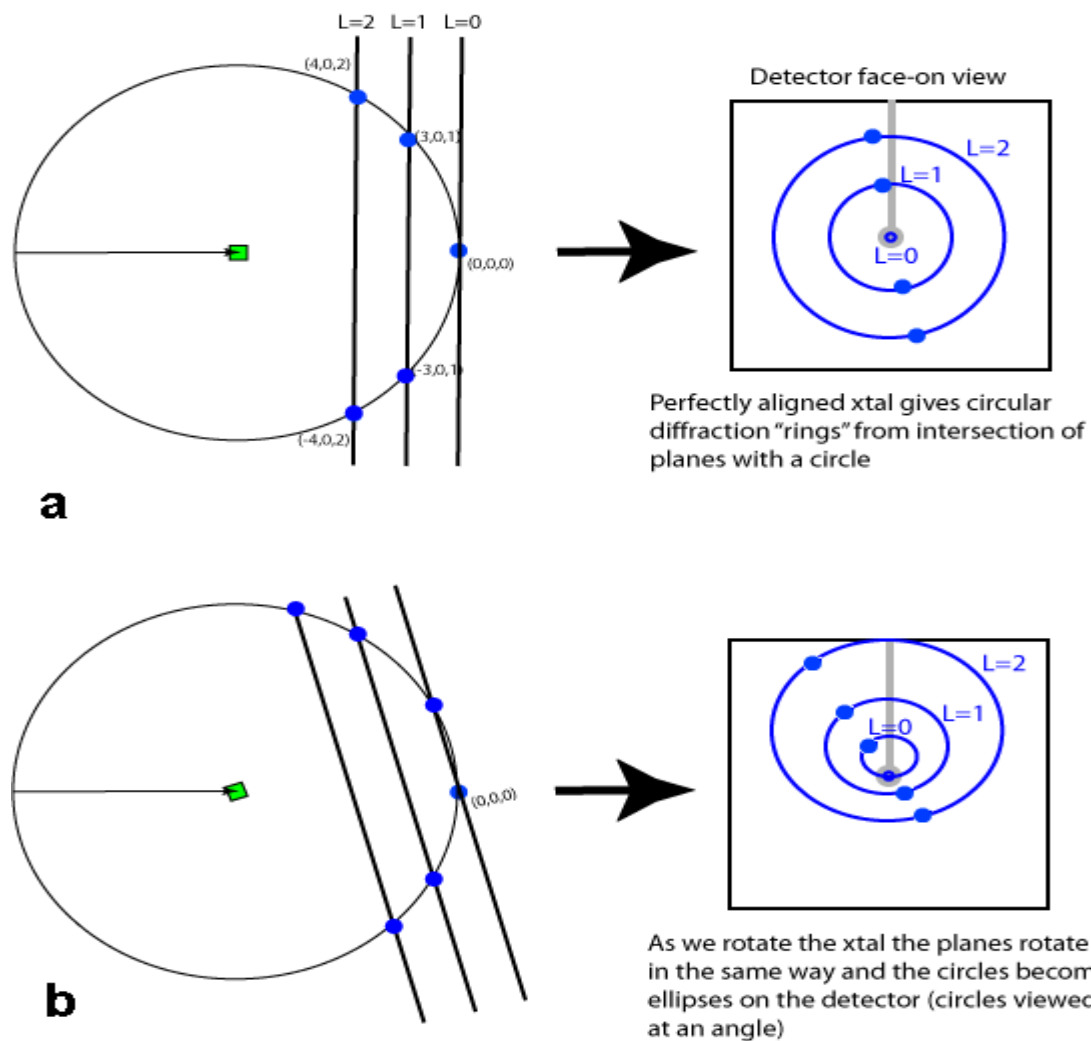 L=2 L=1 L=0
(4,0,2)
(3,0,1)
(0,0,0)
(-3,0,1)
(-4,0,2)
Detector face-on view
L=2
L=1
L=0
Perfectly aligned xtal gives circular
diffraction "rings" from intersection of
planes with a circle
a
(0,0,0)
L=2
L=0
L=1
As we rotate the xtal the planes rotate
in the same way and the circles becom
ellipses on the detector (circles viewed
at an angle)
b